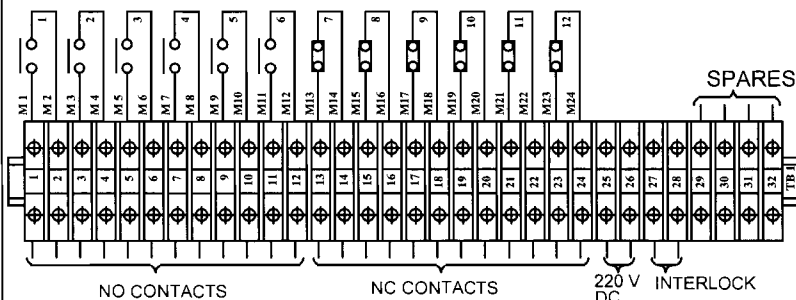 1 2 3 4 5 6 7 8 9 10 11 12
M1 M2 M3 M4 M5 M6 M7 M8 M9 M10 M11 M12 M13 M14 M15 M16 M17 M18 M19 M20 M21 M22 M23 M24
SPARES
1 2 3 4 5 6 7 8 9 10 11 12 13 14 15 16 17 18 19 20 21 22 23 24 25 26 27 28 29 30 31 32 TB1
NO CONTACTS
NC CONTACTS
220 V
DC
INTERLOCK